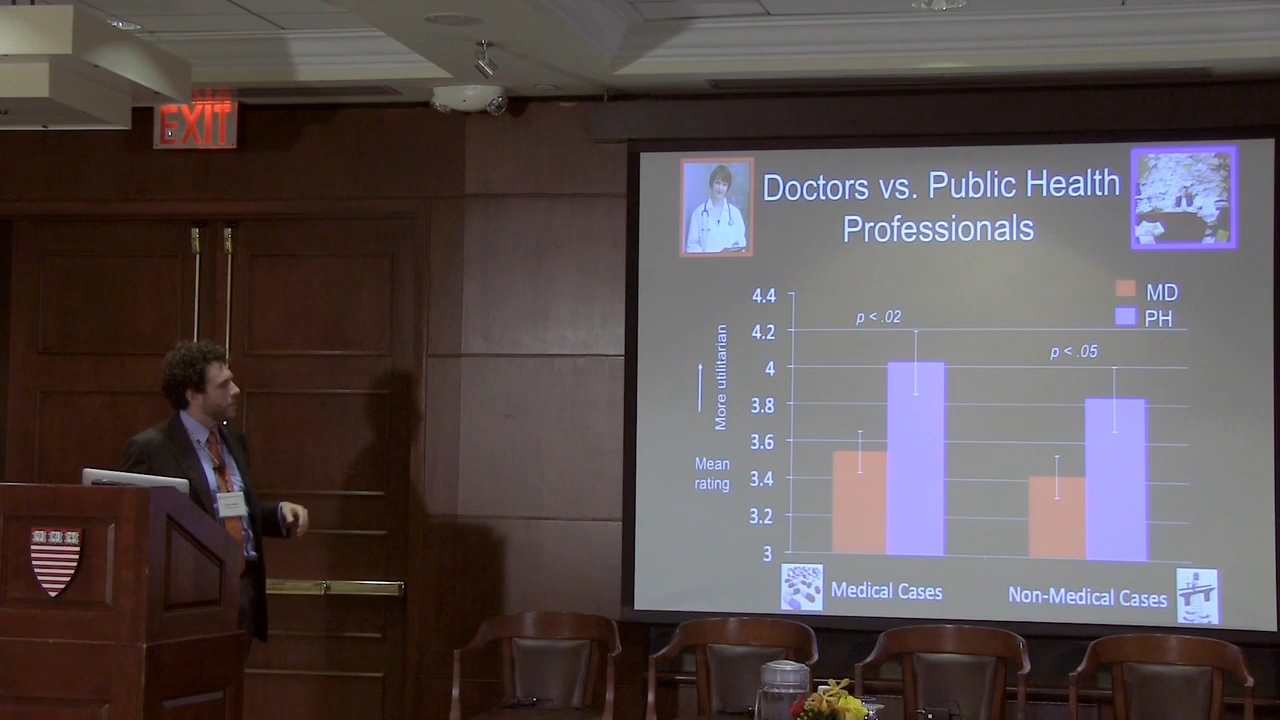 EXIT
Doctors vs. Public Health
Professionals
MD
PH
More utilitarian
Mean
rating
4.4
4.2
4
3.8
3.6
3.4
3.2
3
p < .02
p < .05
Medical Cases
Non-Medical Cases